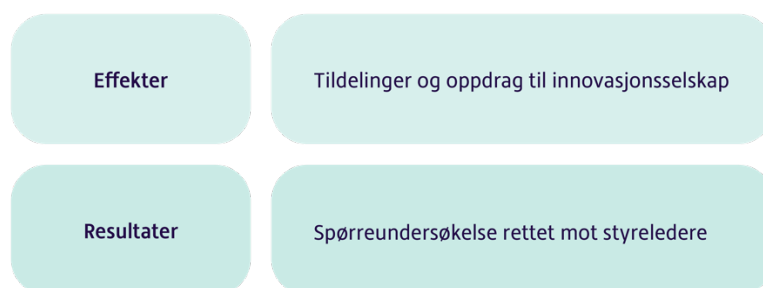 Effekter
Tildelinger og oppdrag til innovasjonsselskap
Resultater
Spørreundersøkelse rettet mot styreledere